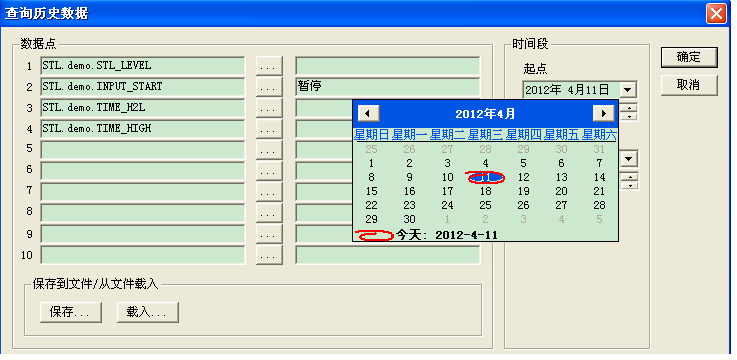 查询历史数据
数据点
1 STL.demo.STL_LEVEL ...
2 STL.demo.INPUT_START ... 暂停
3 STL.demo.TIME_H2L ...
4 STL.demo.TIME_HIGH ...
5 ...
6 ...
7 ...
8 ...
9 ...
10 ...
保存到文件/从文件载入
保存... 载入...
时间段
起点
2012年 4月11日
2012年4月
星期日 星期一 星期二 星期三 星期四 星期五 星期六
25 26 27 28 29 30 31
1 2 3 4 5 6 7
8 9 10 11 12 13 14
15 16 17 18 19 20 21
22 23 24 25 26 27 28
29 30 1 2 3 4 5
今天: 2012-4-11
确定
取消